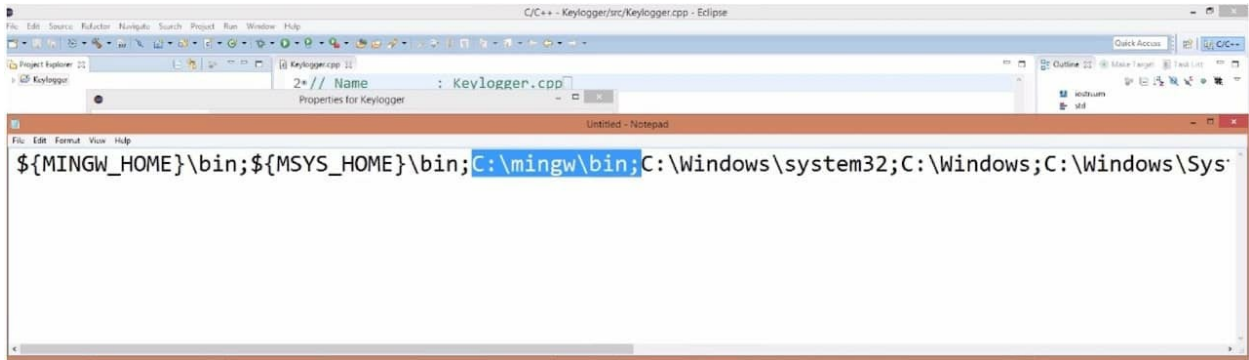 C/C++ - Keylogger/src/Keylogger.cpp - Eclipse
File Edit Source Refactor Navigate Search Project Run Window Help
Quick Access C/C++
Project Explorer Keylogger.cpp Outline Make Target Task List
Keylogger
2 // Name : Keylogger.cpp
iostream
std
Properties for Keylogger
Untitled - Notepad
File Edit Format View Help
${MINGW_HOME}\bin;${MSYS_HOME}\bin;C:\mingw\bin;C:\Windows\system32;C:\Windows;C:\Windows\Sys